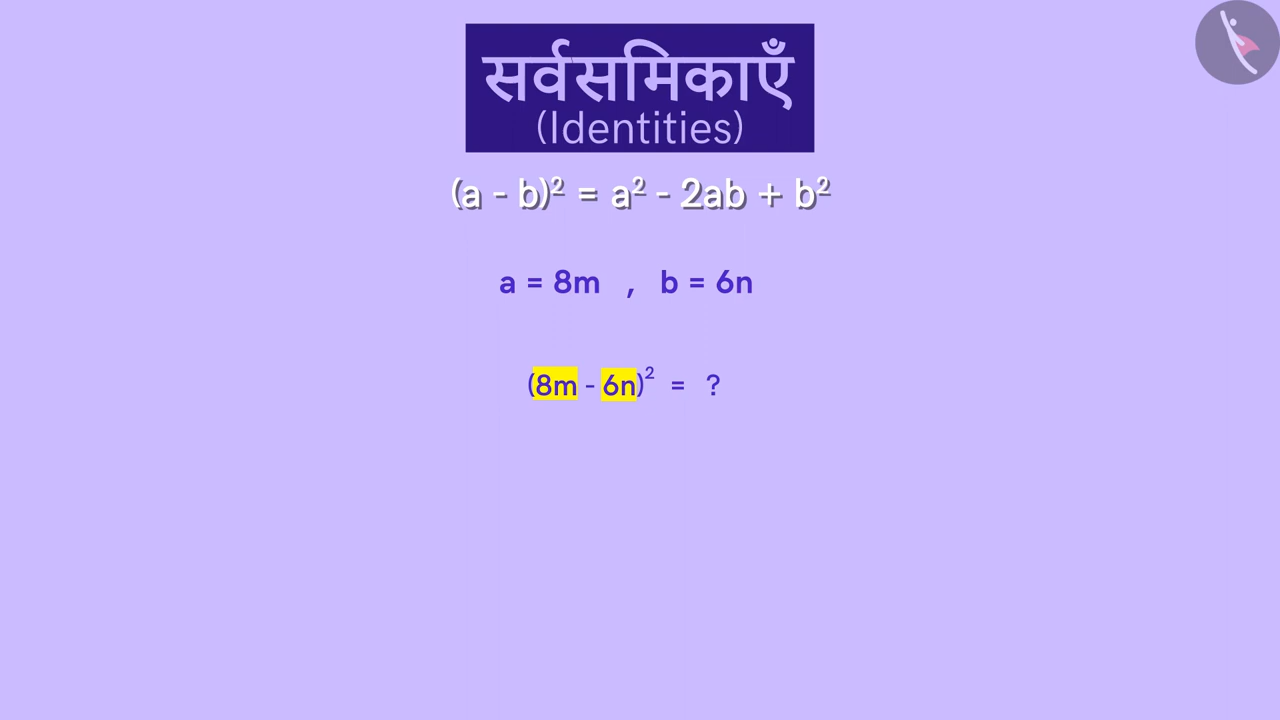 सर्वसमिकाएँ
(Identities)
(a - b)² = a² - 2ab + b²
a = 8m , b = 6n
(8m - 6n)² = ?